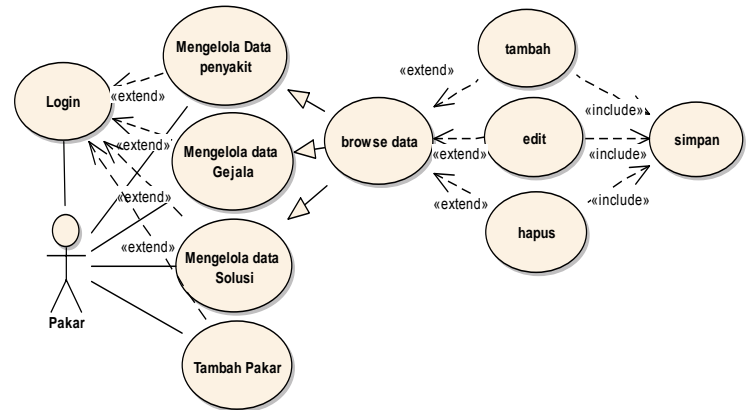 Mengelola Data
penyakit
Login
«extend»
«extend»
«extend»
«extend»
Mengelola data
Gejala
Mengelola data
Solusi
Tambah Pakar
Pakar
browse data
«extend»
«extend»
«extend»
tambah
edit
hapus
«include»
«include»
«include»
simpan